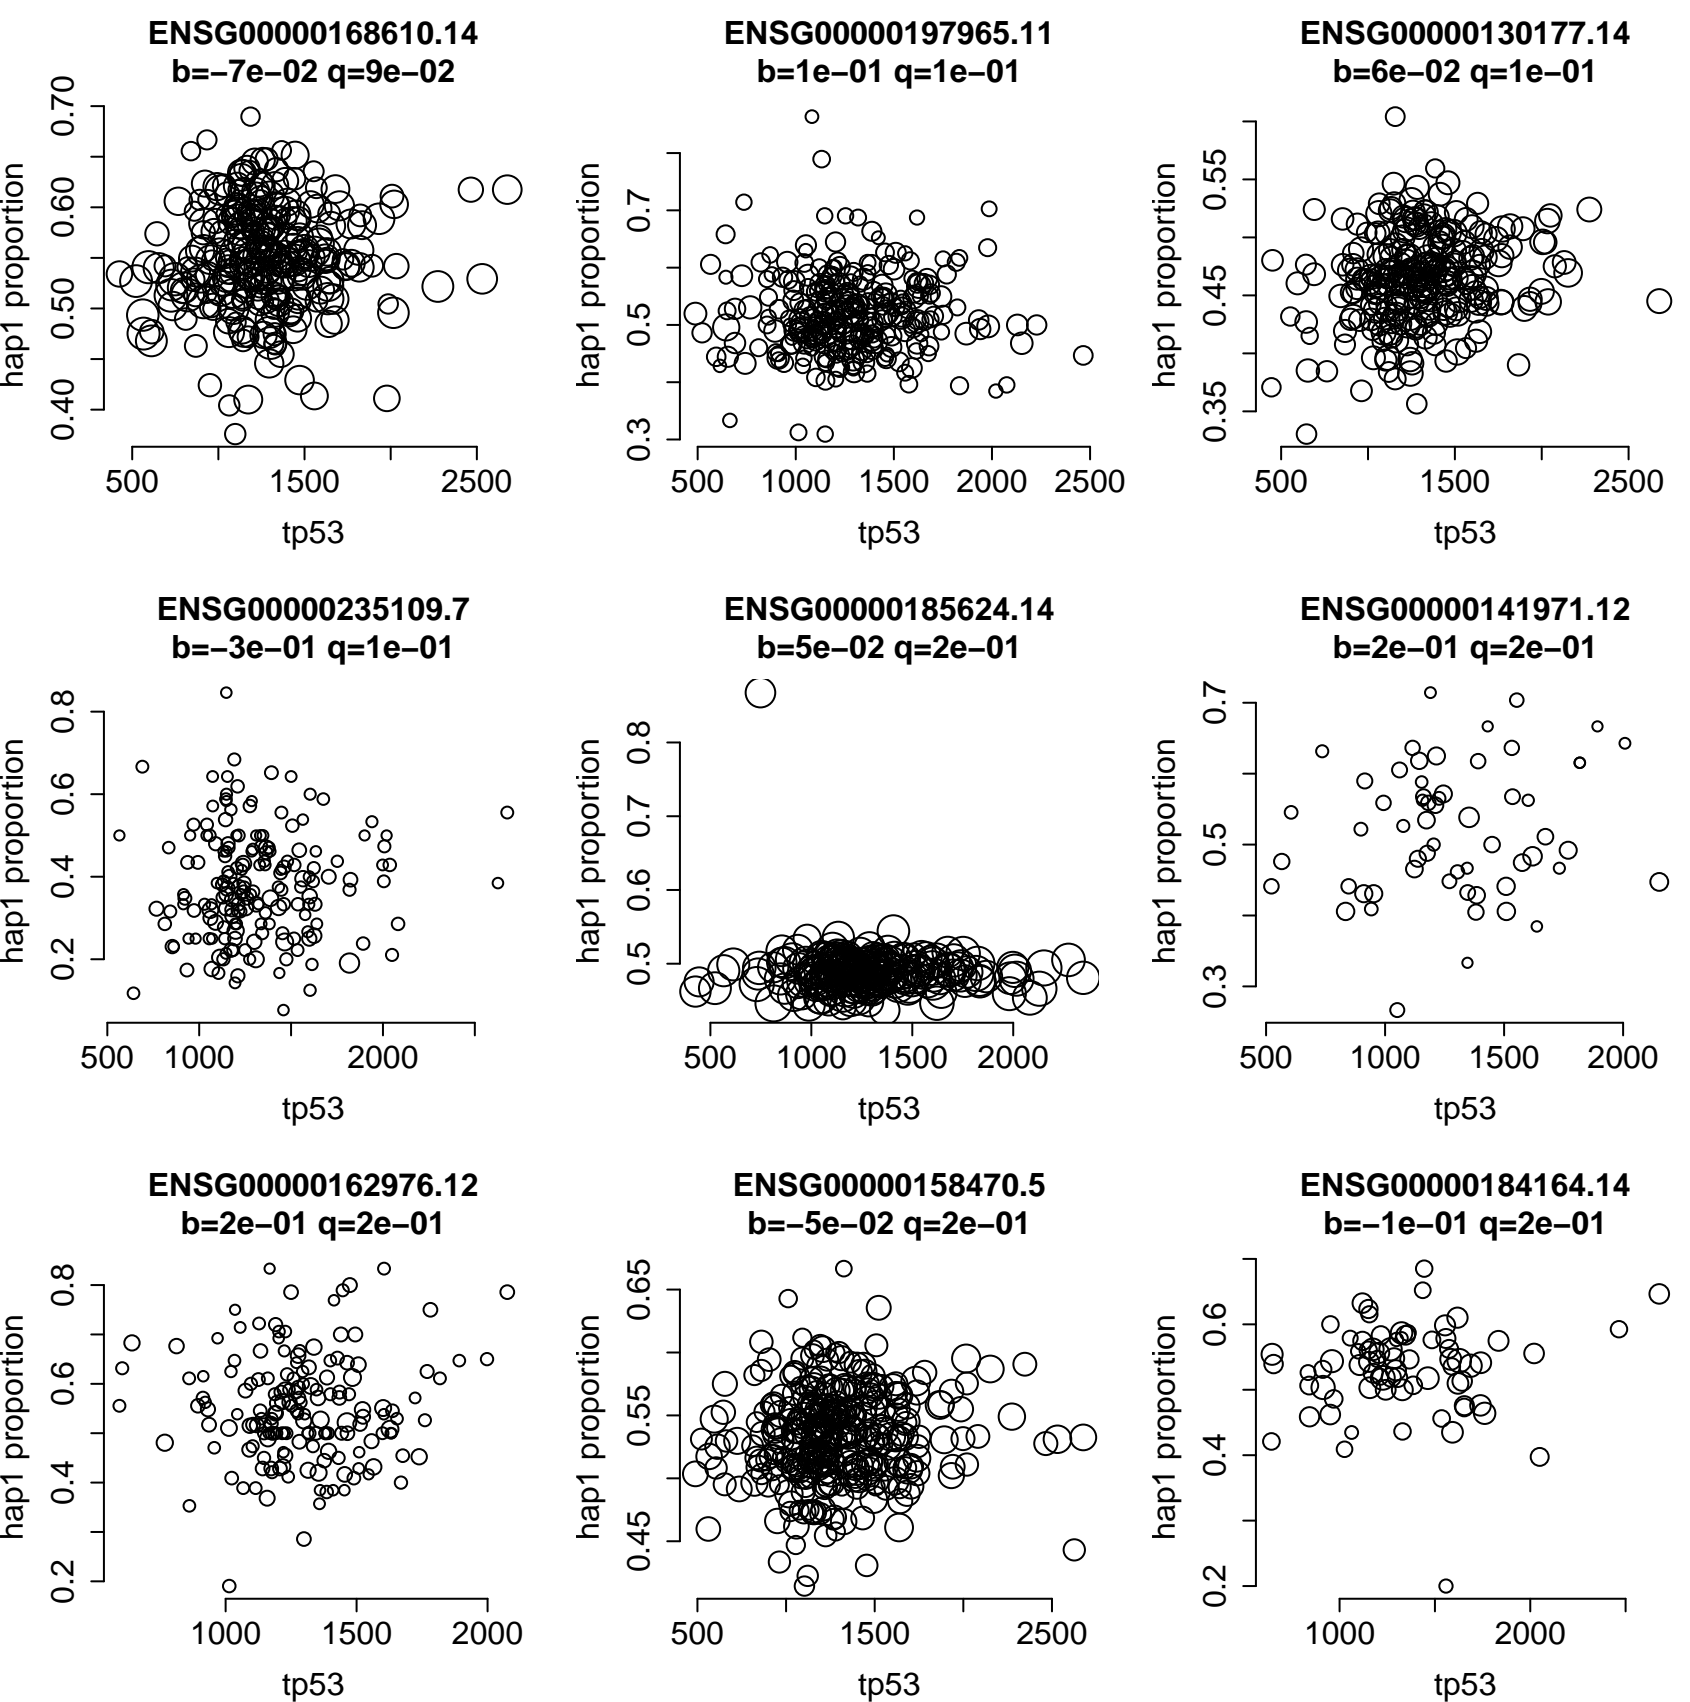 ENSG00000168610.14
b=−7e−02 q=9e−02
hap1 proportion
0.40 0.50 0.60 0.70
500 1500 2500
tp53
ENSG00000197965.11
b=1e−01 q=1e−01
hap1 proportion
0.3 0.5 0.7
500 1000 1500 2000 2500
tp53
ENSG00000130177.14
b=6e−02 q=1e−01
hap1 proportion
0.35 0.45 0.55
500 1500 2500
tp53
ENSG00000235109.7
b=−3e−01 q=1e−01
hap1 proportion
0.2 0.4 0.6 0.8
500 1000 2000
tp53
ENSG00000185624.14
b=5e−02 q=2e−01
hap1 proportion
0.5 0.6 0.7 0.8
500 1000 1500 2000
tp53
ENSG00000141971.12
b=2e−01 q=2e−01
hap1 proportion
0.3 0.5 0.7
500 1000 1500 2000
tp53
ENSG00000162976.12
b=2e−01 q=2e−01
hap1 proportion
0.2 0.4 0.6 0.8
1000 1500 2000
tp53
ENSG00000158470.5
b=−5e−02 q=2e−01
hap1 proportion
0.45 0.55 0.65
500 1500 2500
tp53
ENSG00000184164.14
b=−1e−01 q=2e−01
hap1 proportion
0.2 0.4 0.6
1000 2000
tp53